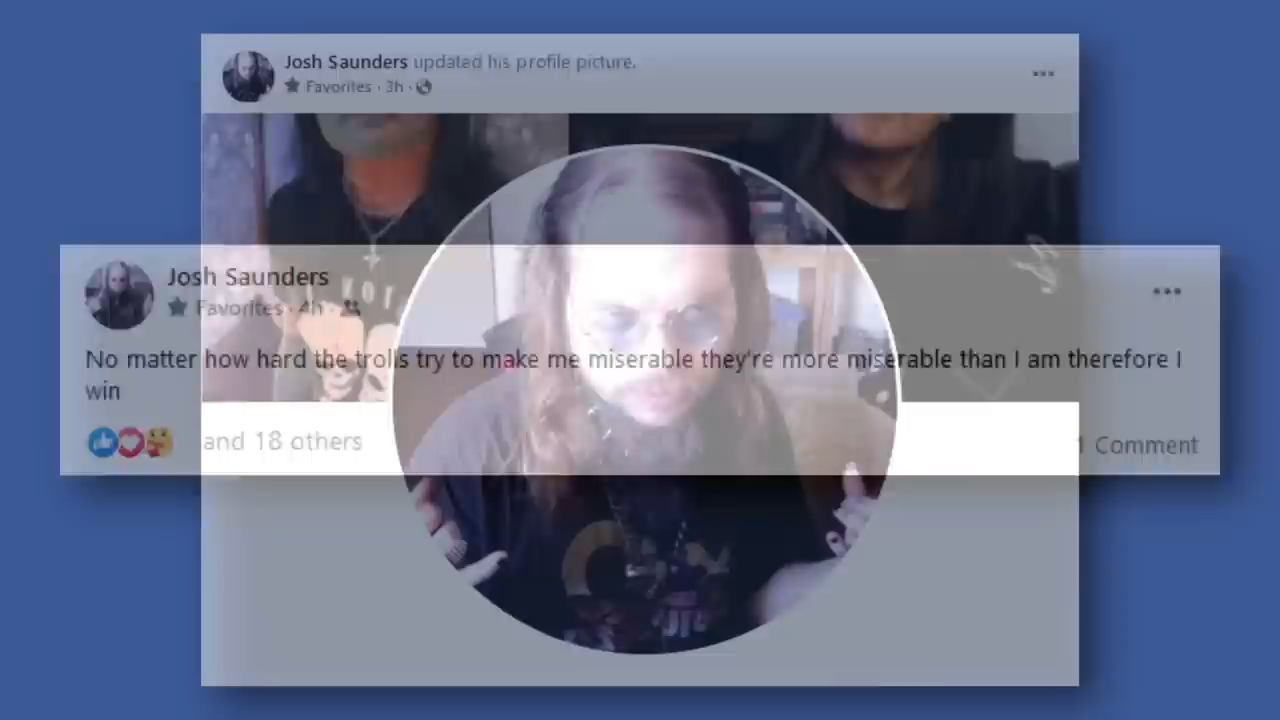 Josh Saunders updated his profile picture.
Favorites · 3h ·
Josh Saunders
Favorites · 4h ·
No matter how hard the trolls try to make me miserable they're more miserable than I am therefore I
win
and 18 others
1 Comment